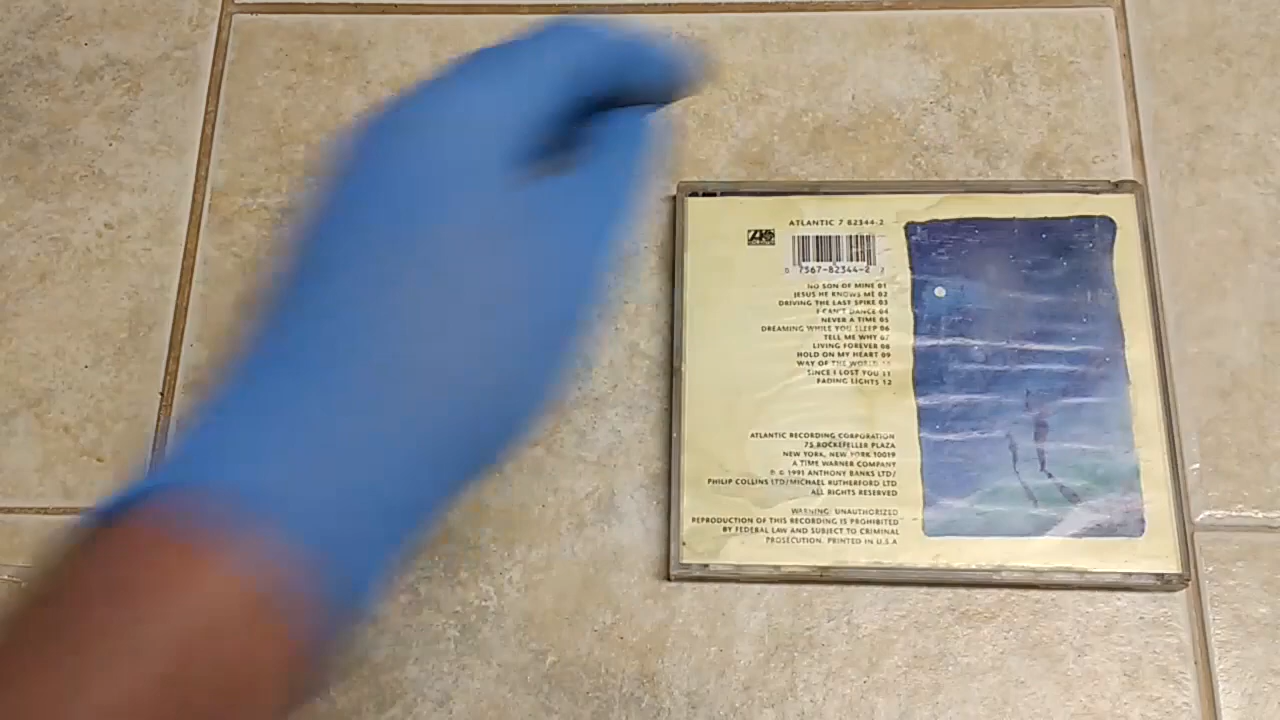 ATLANTIC 7 82344-2
0 7567-82344-2 7
NO SON OF MINE 01
JESUS HE KNOWS ME 02
DRIVING THE LAST SPIKE 03
I CAN'T DANCE 04
NEVER A TIME 05
DREAMING WHILE YOU SLEEP 06
TELL ME WHY 07
LIVING FOREVER 08
HOLD ON MY HEART 09
WAY OF THE WORLD 10
SINCE I LOST YOU 11
FADING LIGHTS 12
ATLANTIC RECORDING CORPORATION
75 ROCKEFELLER PLAZA
NEW YORK, NEW YORK 10019
A TIME WARNER COMPANY
℗ © 1991 ANTHONY BANKS LTD/
PHILIP COLLINS LTD/MICHAEL RUTHERFORD LTD
ALL RIGHTS RESERVED
WARNING: UNAUTHORIZED
REPRODUCTION OF THIS RECORDING IS PROHIBITED
BY FEDERAL LAW AND SUBJECT TO CRIMINAL
PROSECUTION. PRINTED IN U.S.A